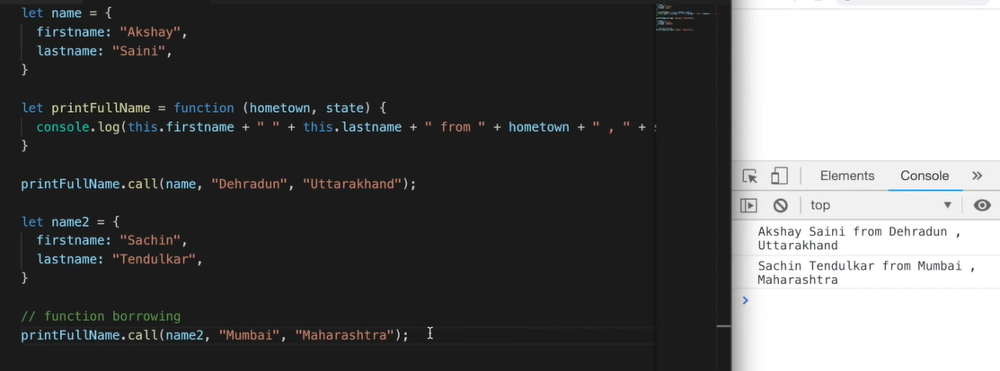 let name = {
firstname: "Akshay",
lastname: "Saini",
}
let printFullName = function (hometown, state) {
console.log(this.firstname + " " + this.lastname + " from " + hometown + " , " +
}
printFullName.call(name, "Dehradun", "Uttarakhand");
let name2 = {
firstname: "Sachin",
lastname: "Tendulkar",
}
// function borrowing
printFullName.call(name2, "Mumbai", "Maharashtra");
Elements Console »
top
Akshay Saini from Dehradun ,
Uttarakhand
Sachin Tendulkar from Mumbai ,
Maharashtra
>